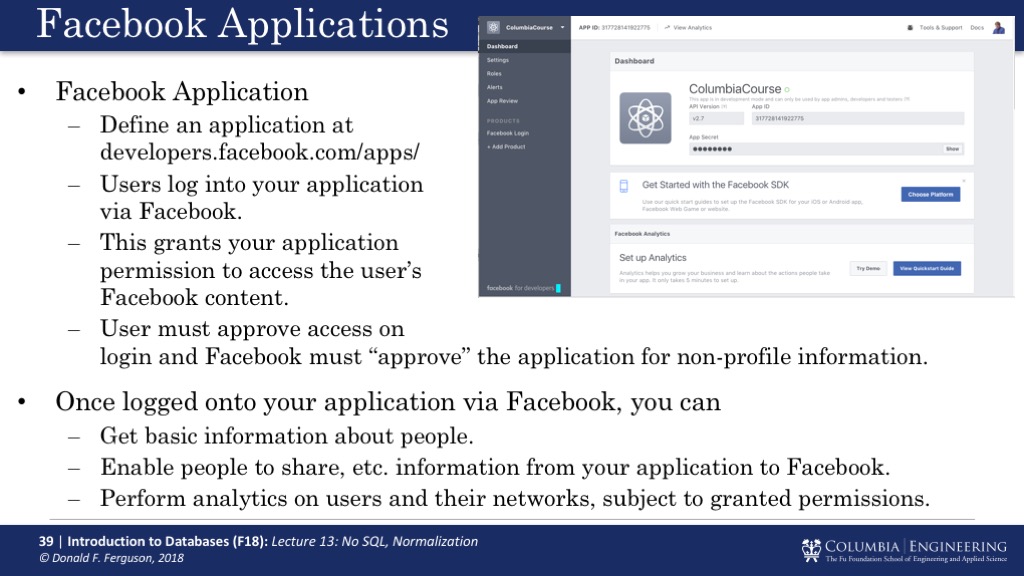 Facebook Applications
• Facebook Application
– Define an application at
developers.facebook.com/apps/
– Users log into your application
via Facebook.
– This grants your application
permission to access the user's
Facebook content.
– User must approve access on
login and Facebook must “approve” the application for non-profile information.
• Once logged onto your application via Facebook, you can
– Get basic information about people.
– Enable people to share, etc. information from your application to Facebook.
– Perform analytics on users and their networks, subject to granted permissions.
ColumbiaCourse
APP ID: 317728141922775
View Analytics
Tools & Support
Docs
Dashboard
Settings
Roles
Alerts
App Review
PRODUCTS
Facebook Login
+ Add Product
facebook for developers
Dashboard
ColumbiaCourse
This app is in development mode and can only be used by app admins, developers and testers [?]
API Version [?]
App ID
v2.7
317728141922775
App Secret
●●●●●●●●
Show
Get Started with the Facebook SDK
Use our quick start guides to set up the Facebook SDK for your iOS or Android app,
Facebook Web Game or website.
Choose Platform
Facebook Analytics
Set up Analytics
Analytics helps you grow your business and learn about the actions people take
in your app. It only takes 5 minutes to set up
Try Demo
View Quickstart Guide
39 | Introduction to Databases (F18): Lecture 13: No SQL, Normalization
© Donald F. Ferguson, 2018
COLUMBIA | ENGINEERING
The Fu Foundation School of Engineering and Applied Science